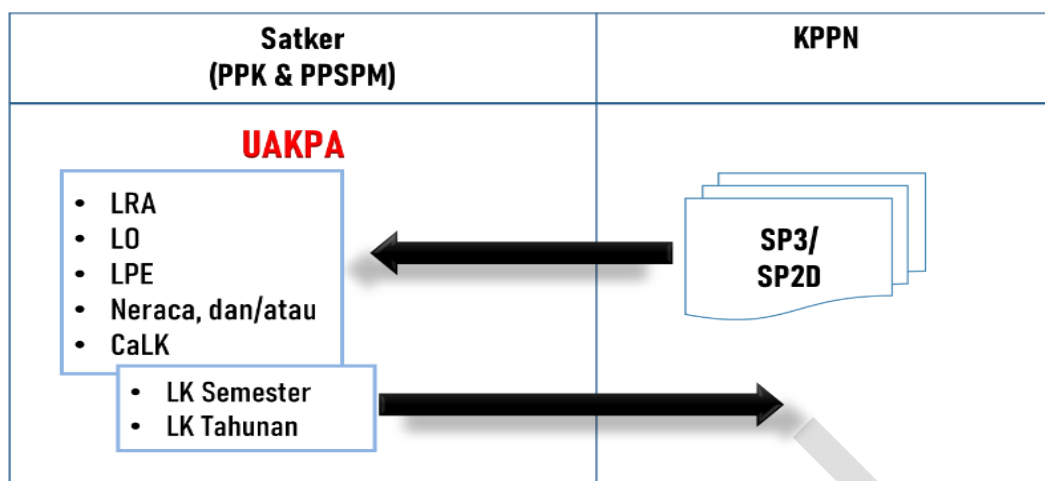 Satker
(PPK & PPSPM)
KPPN
UAKPA
• LRA
• LO
• LPE
• Neraca, dan/atau
• CaLK
SP3/
SP2D
• LK Semester
• LK Tahunan